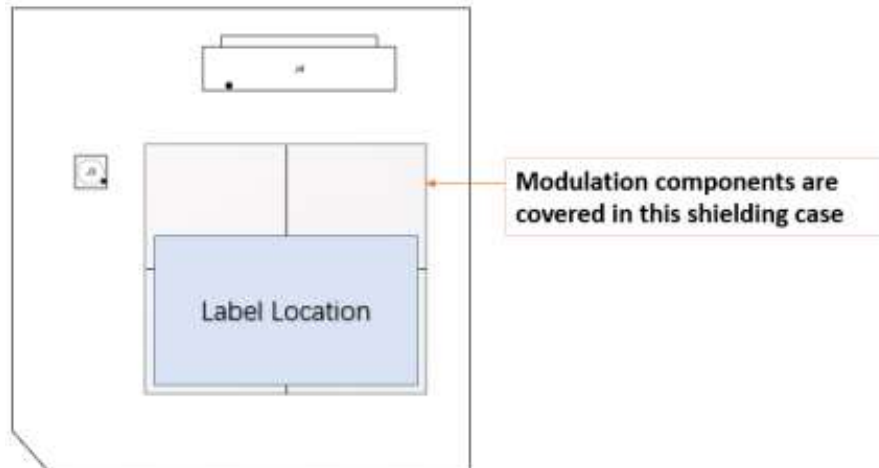 Modulation components are
covered in this shielding case
Label Location